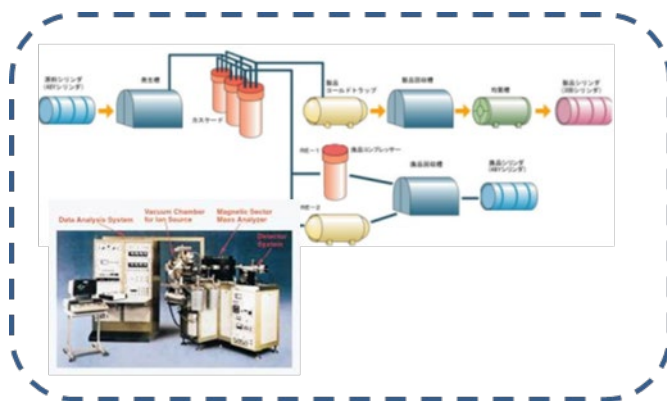 原料シリンダ
(48Yシリンダ)
発生槽
カスケード
製品
コールドトラップ
製品回収槽
均質槽
製品シリンダ
(30Bシリンダ)
RE-1
廃品コンプレッサー
廃品回収槽
廃品シリンダ
(48Yシリンダ)
RE-2
Data Analysis System
Vacuum Chamber
for Ion Source
Magnetic Sector
Mass Analyzer
Detector
System